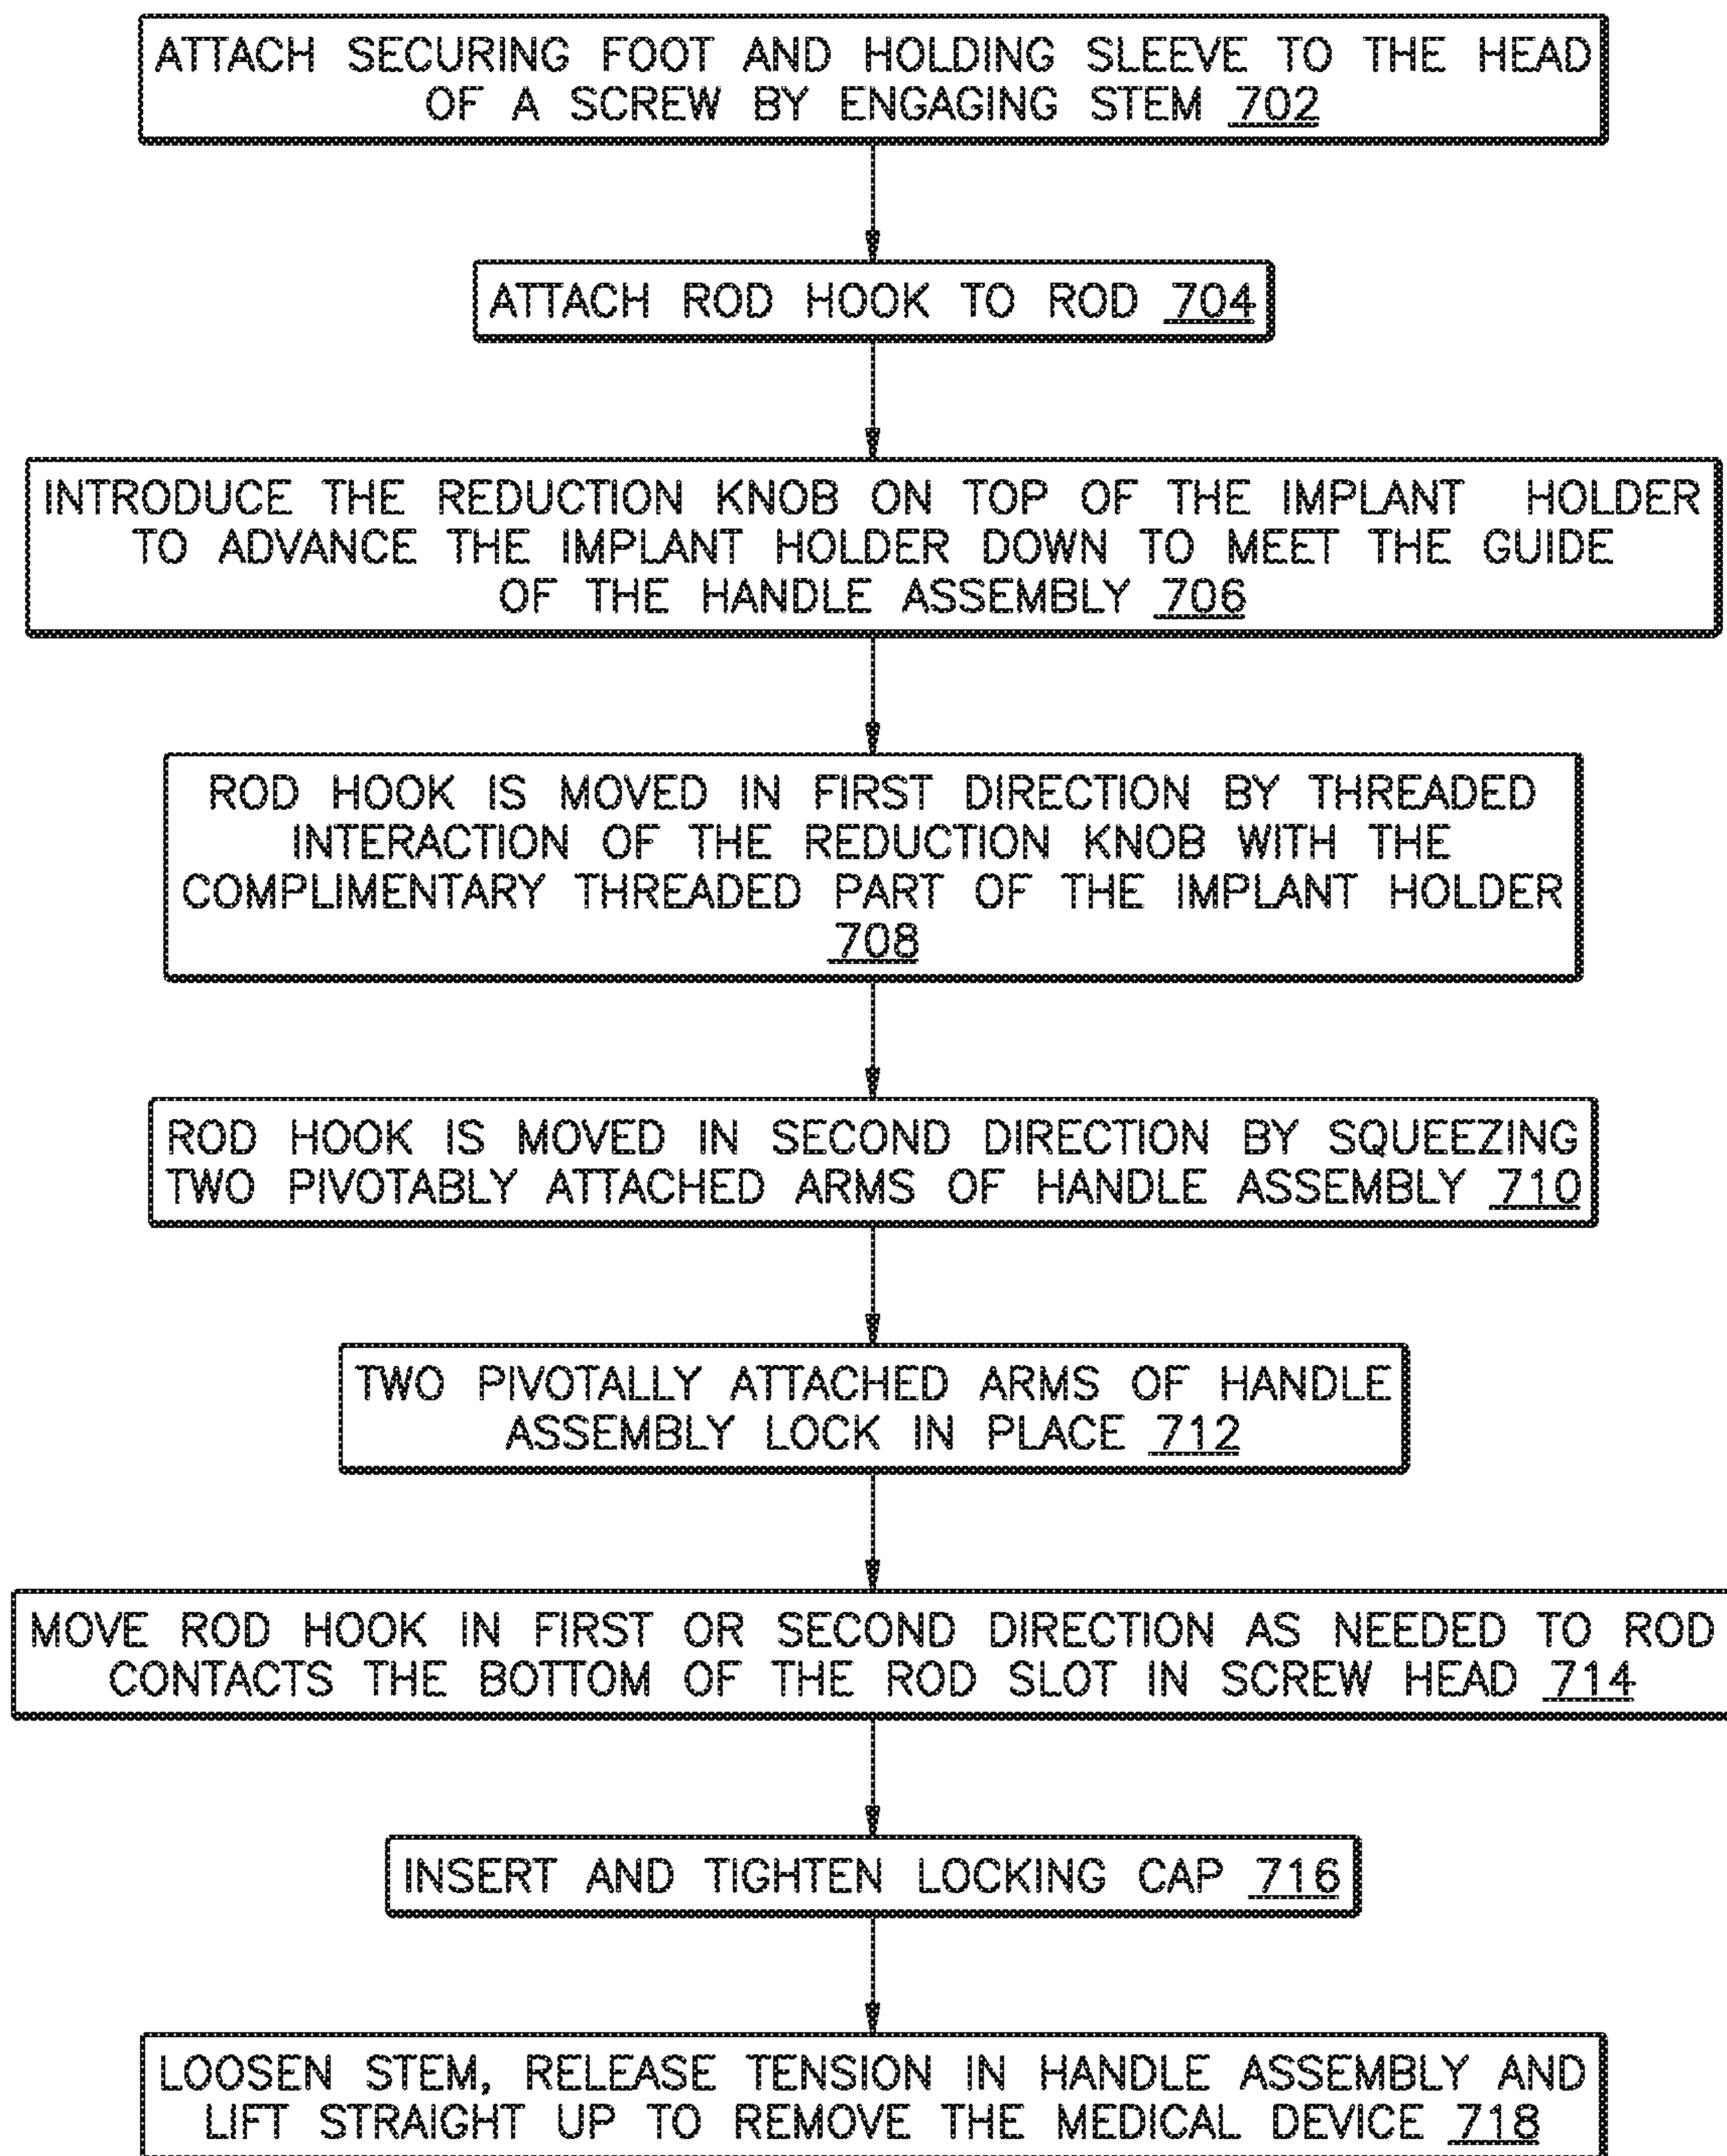 ATTACH SECURING FOOT AND HOLDING SLEEVE TO THE HEAD
OF A SCREW BY ENGAGING STEM 702
ATTACH ROD HOOK TO ROD 704
INTRODUCE THE REDUCTION KNOB ON TOP OF THE IMPLANT HOLDER
TO ADVANCE THE IMPLANT HOLDER DOWN TO MEET THE GUIDE
OF THE HANDLE ASSEMBLY 706
ROD HOOK IS MOVED IN FIRST DIRECTION BY THREADED
INTERACTION OF THE REDUCTION KNOB WITH THE
COMPLIMENTARY THREADED PART OF THE IMPLANT HOLDER
708
ROD HOOK IS MOVED IN SECOND DIRECTION BY SQUEEZING
TWO PIVOTABLY ATTACHED ARMS OF HANDLE ASSEMBLY 710
TWO PIVOTALLY ATTACHED ARMS OF HANDLE
ASSEMBLY LOCK IN PLACE 712
MOVE ROD HOOK IN FIRST OR SECOND DIRECTION AS NEEDED TO ROD
CONTACTS THE BOTTOM OF THE ROD SLOT IN SCREW HEAD 714
INSERT AND TIGHTEN LOCKING CAP 716
LOOSEN STEM, RELEASE TENSION IN HANDLE ASSEMBLY AND
LIFT STRAIGHT UP TO REMOVE THE MEDICAL DEVICE 718